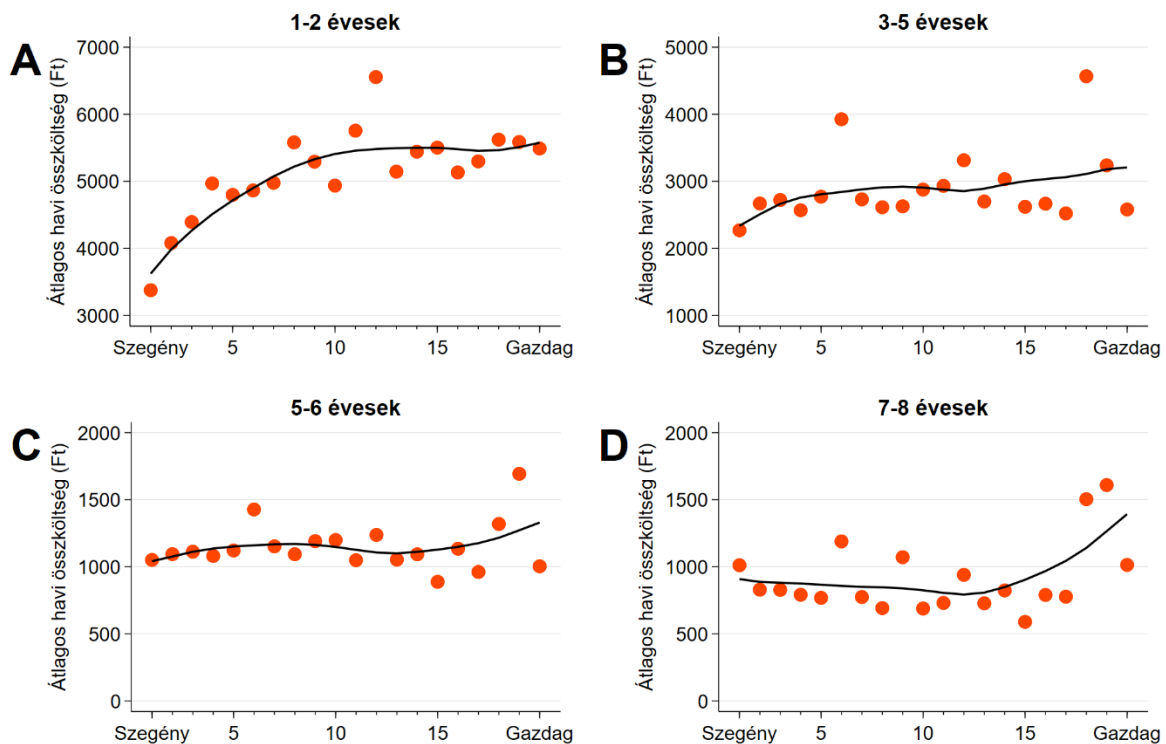 A
1-2 évesek
Átlagos havi összköltség (Ft)
7000
6000
5000
4000
3000
Szegény 5 10 15 Gazdag
B
3-5 évesek
Átlagos havi összköltség (Ft)
5000
4000
3000
2000
1000
Szegény 5 10 15 Gazdag
C
5-6 évesek
Átlagos havi összköltség (Ft)
2000
1500
1000
500
0
Szegény 5 10 15 Gazdag
D
7-8 évesek
Átlagos havi összköltség (Ft)
2000
1500
1000
500
0
Szegény 5 10 15 Gazdag